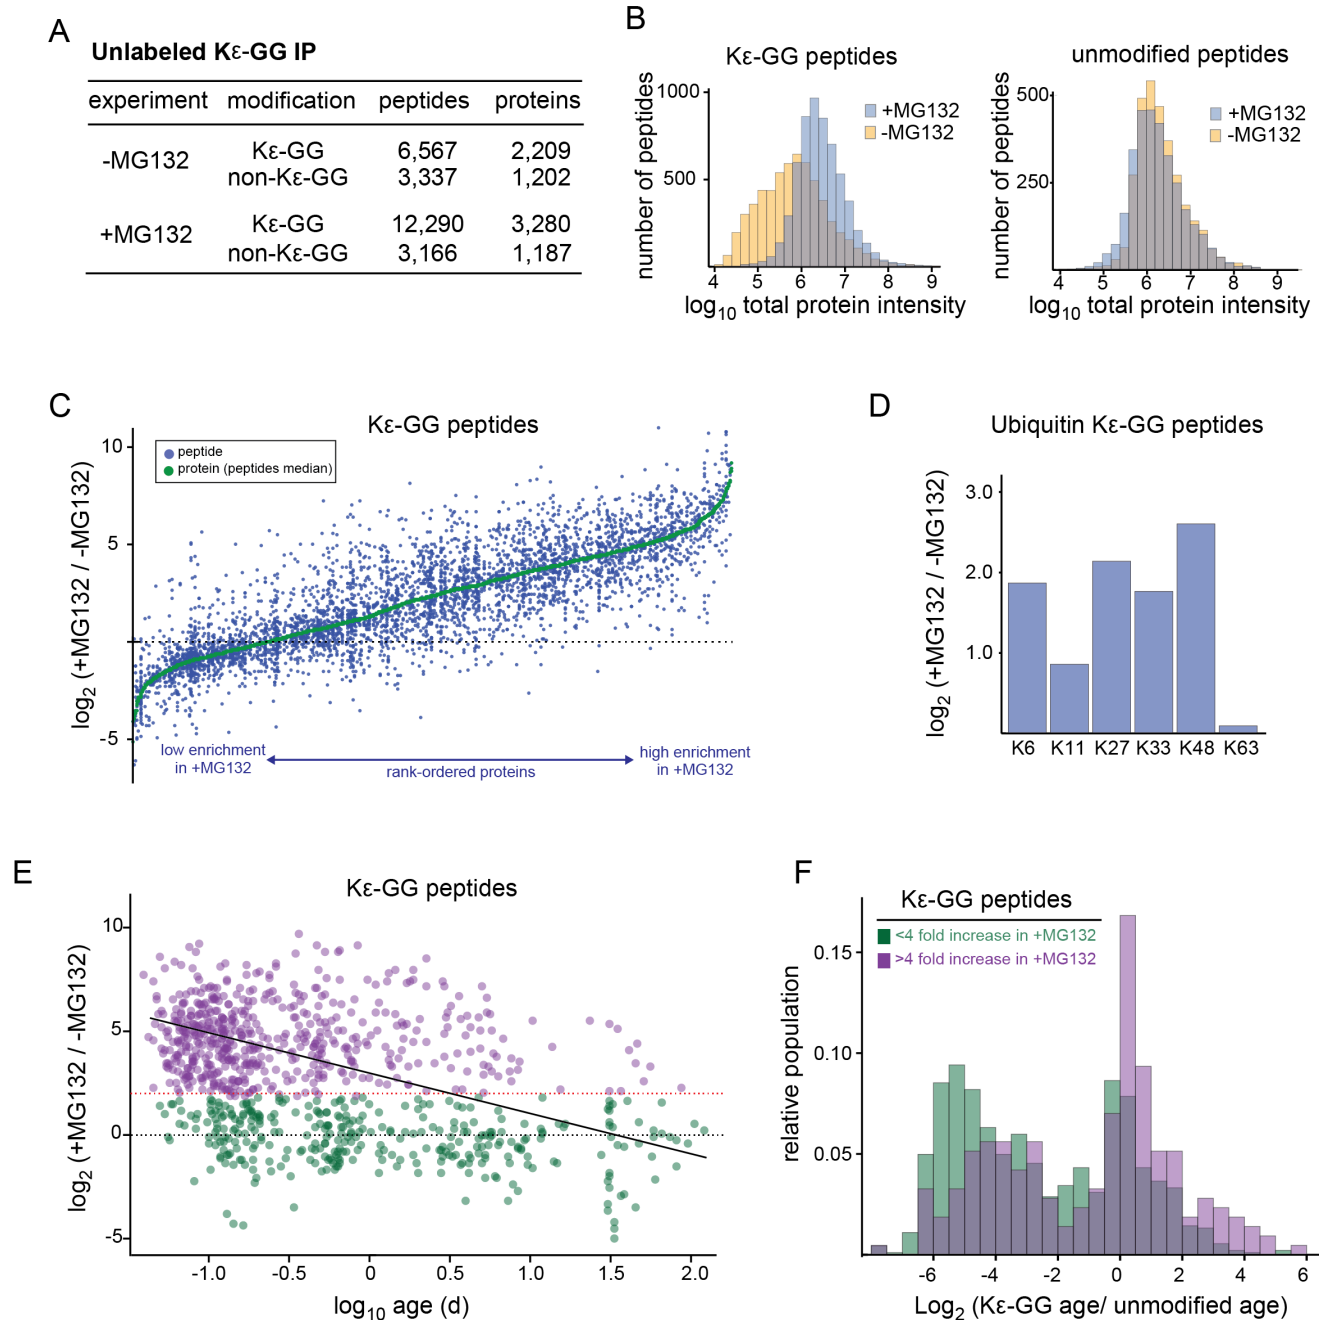 A
Unlabeled Kε-GG IP
experiment modification peptides proteins
-MG132
Kε-GG 6,567 2,209
non-Kε-GG 3,337 1,202
+MG132
Kε-GG 12,290 3,280
non-Kε-GG 3,166 1,187
B
Kε-GG peptides
number of peptides
1000
500
+MG132
-MG132
4 5 6 7 8 9
log10 total protein intensity
unmodified peptides
number of peptides
500
250
+MG132
-MG132
4 5 6 7 8 9
log10 total protein intensity
C
Kε-GG peptides
log2 (+MG132 / -MG132)
10
5
-5
peptide
protein (peptides median)
low enrichment
in +MG132
rank-ordered proteins
high enrichment
in +MG132
D
Ubiquitin Kε-GG peptides
log2 (+MG132 / -MG132)
3.0
2.0
1.0
K6 K11 K27 K33 K48 K63
E
Kε-GG peptides
log2 (+MG132 / -MG132)
10
5
0
-5
-1.0 -0.5 0 0.5 1.0 1.5 2.0
log10 age (d)
F
Kε-GG peptides
<4 fold increase in +MG132
>4 fold increase in +MG132
relative population
0.15
0.10
0.05
-6 -4 -2 0 2 4 6
Log2 (Kε-GG age/ unmodified age)